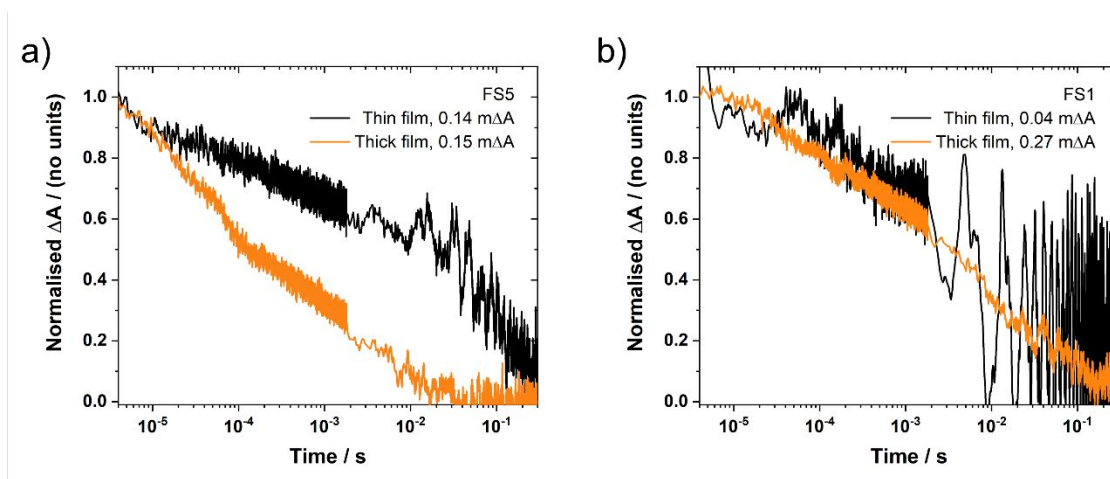 a)
FS5
Thin film, 0.14 mΔA
Thick film, 0.15 mΔA
Normalised ΔA / (no units)
1.0
0.8
0.6
0.4
0.2
0.0
10⁻⁵
10⁻⁴
10⁻³
10⁻²
10⁻¹
Time / s
b)
FS1
Thin film, 0.04 mΔA
Thick film, 0.27 mΔA
Normalised ΔA / (no units)
1.0
0.8
0.6
0.4
0.2
0.0
10⁻⁵
10⁻⁴
10⁻³
10⁻²
10⁻¹
Time / s